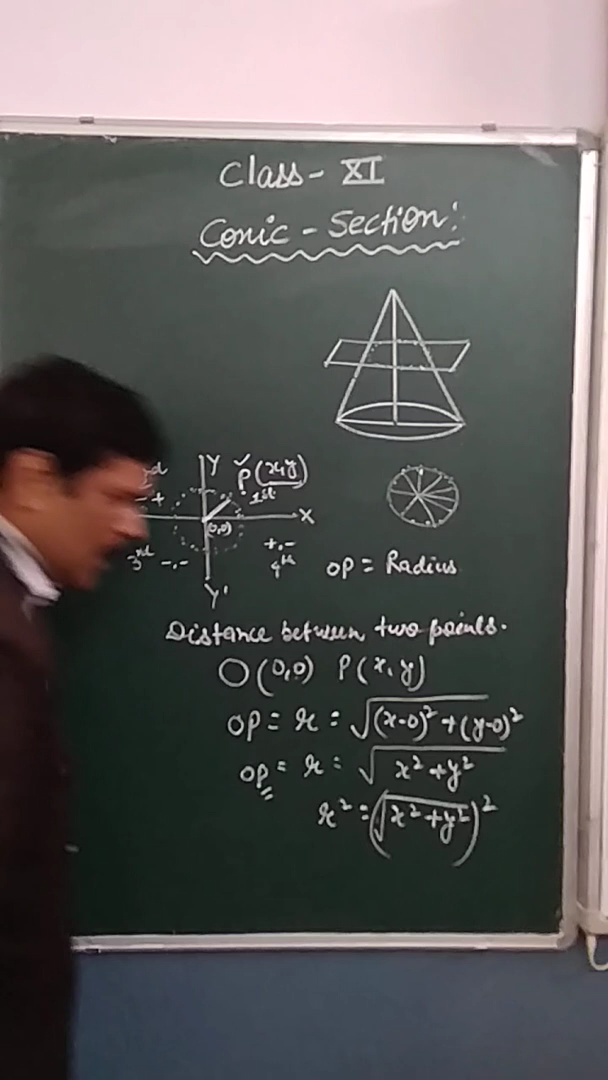 Class - XI
Conic - Section:
Y P(x,y)
1st
- + X
(0,0)
3rd -,- +,-
4th
Y'
OP = Radius
Distance between two points.
O(0,0) P(x,y)
OP = r = √(x-0)² + (y-0)²
OP = r = √x² + y²
r² = (√x² + y²)²